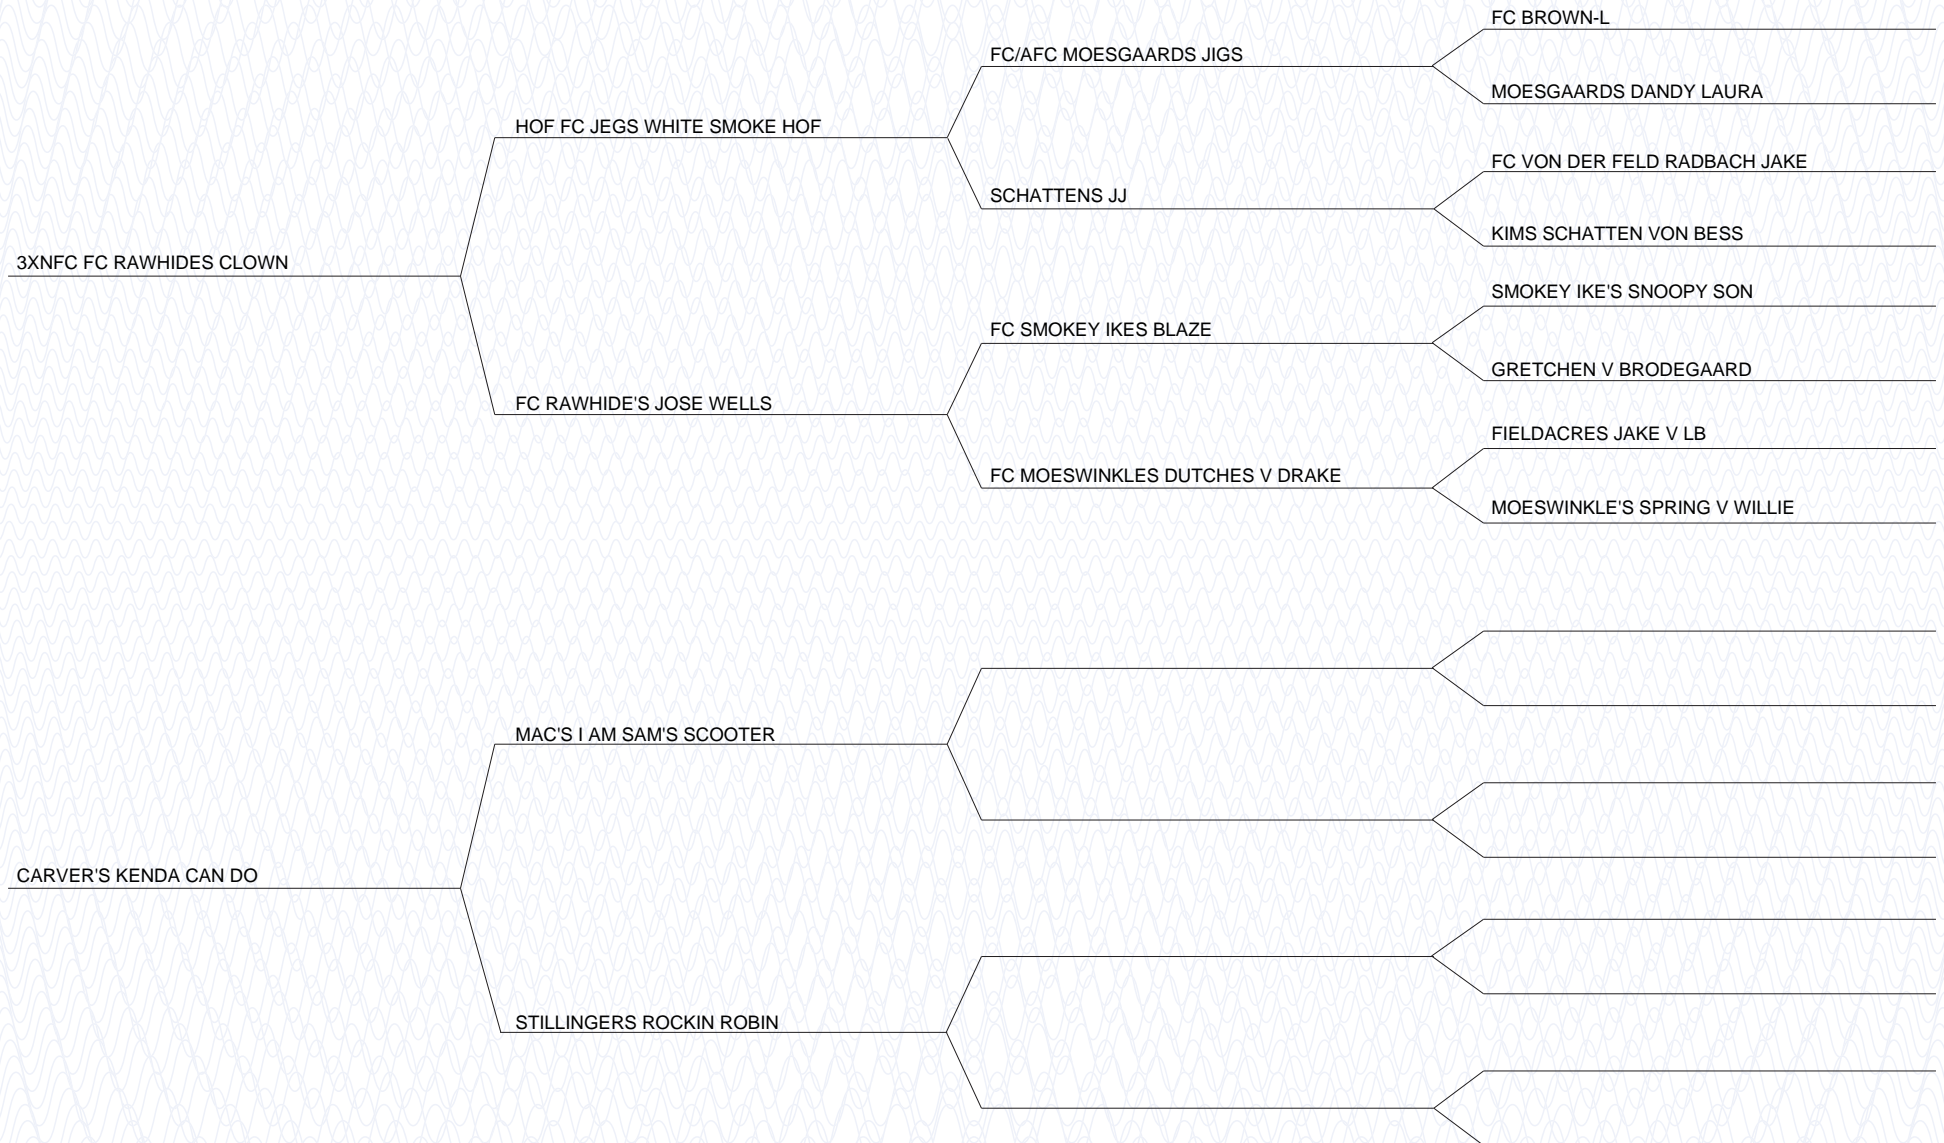 FC BROWN-L
FC/AFC MOESGAARDS JIGS
MOESGAARDS DANDY LAURA
HOF FC JEGS WHITE SMOKE HOF
FC VON DER FELD RADBACH JAKE
SCHATTENS JJ
KIMS SCHATTEN VON BESS
3XNFC FC RAWHIDES CLOWN
SMOKEY IKE'S SNOOPY SON
FC SMOKEY IKES BLAZE
GRETCHEN V BRODEGAARD
FC RAWHIDE'S JOSE WELLS
FIELDACRES JAKE V LB
FC MOESWINKLES DUTCHES V DRAKE
MOESWINKLE'S SPRING V WILLIE
MAC'S I AM SAM'S SCOOTER
CARVER'S KENDA CAN DO
STILLINGERS ROCKIN ROBIN